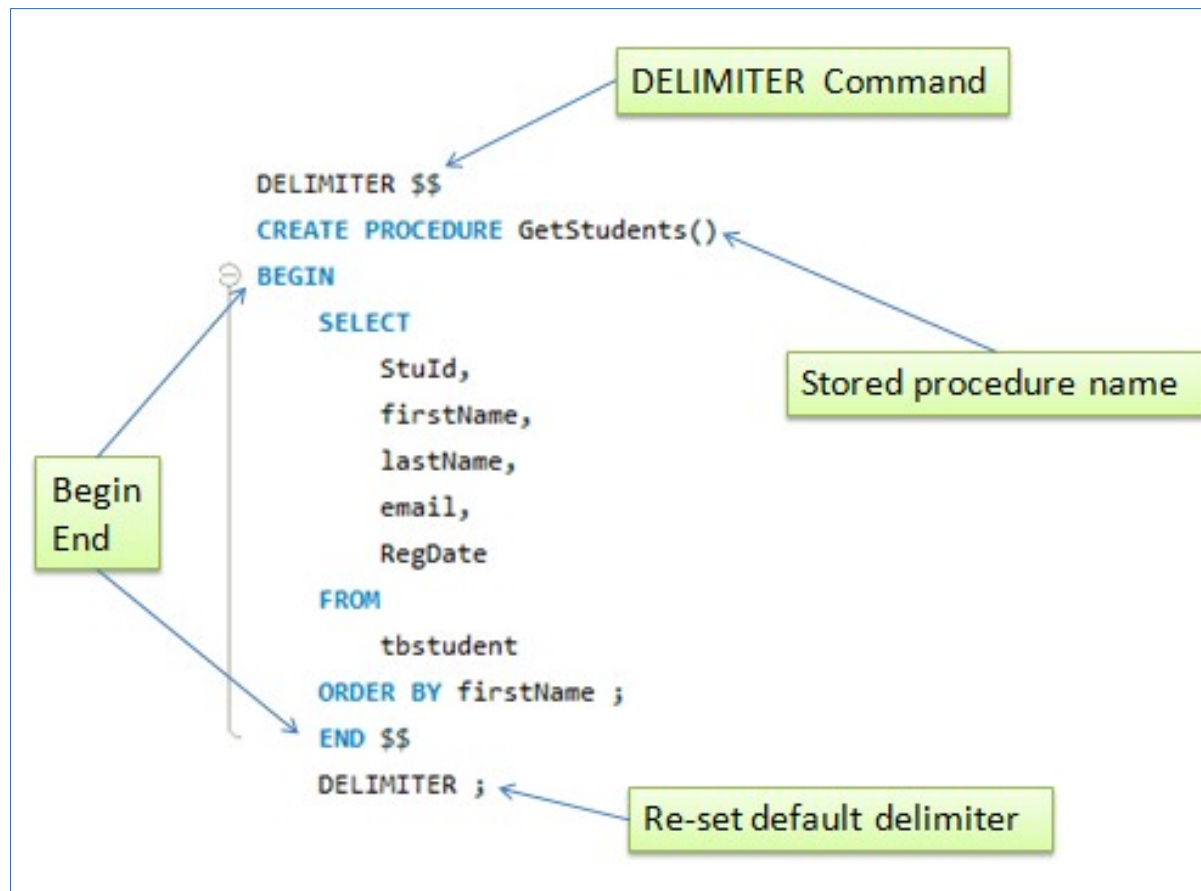 DELIMITER Command
DELIMITER $$
CREATE PROCEDURE GetStudents()
BEGIN
SELECT
StuId,
Stored procedure name
firstName,
lastName,
Begin
End
email,
RegDate
FROM
tbstudent
ORDER BY firstName ;
END $$
DELIMITER ;
Re-set default delimiter